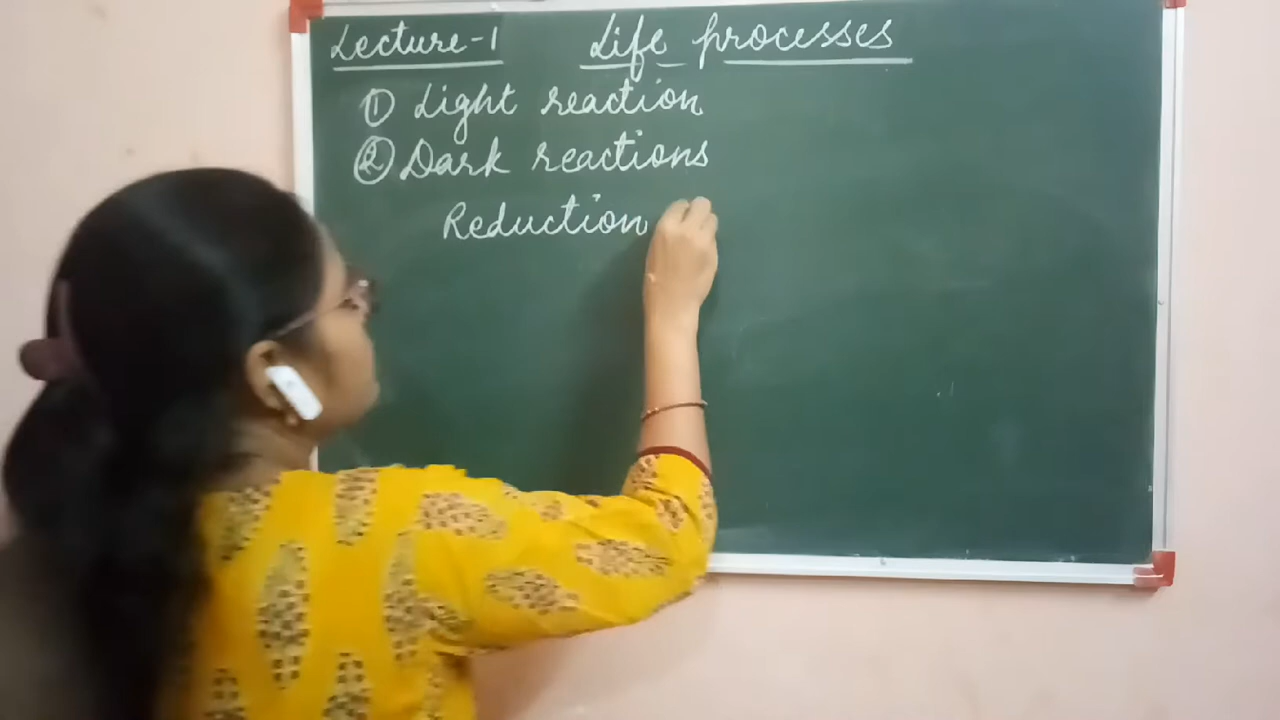 Lecture-1 Life processes
① Light reaction
② Dark reactions
Reduction